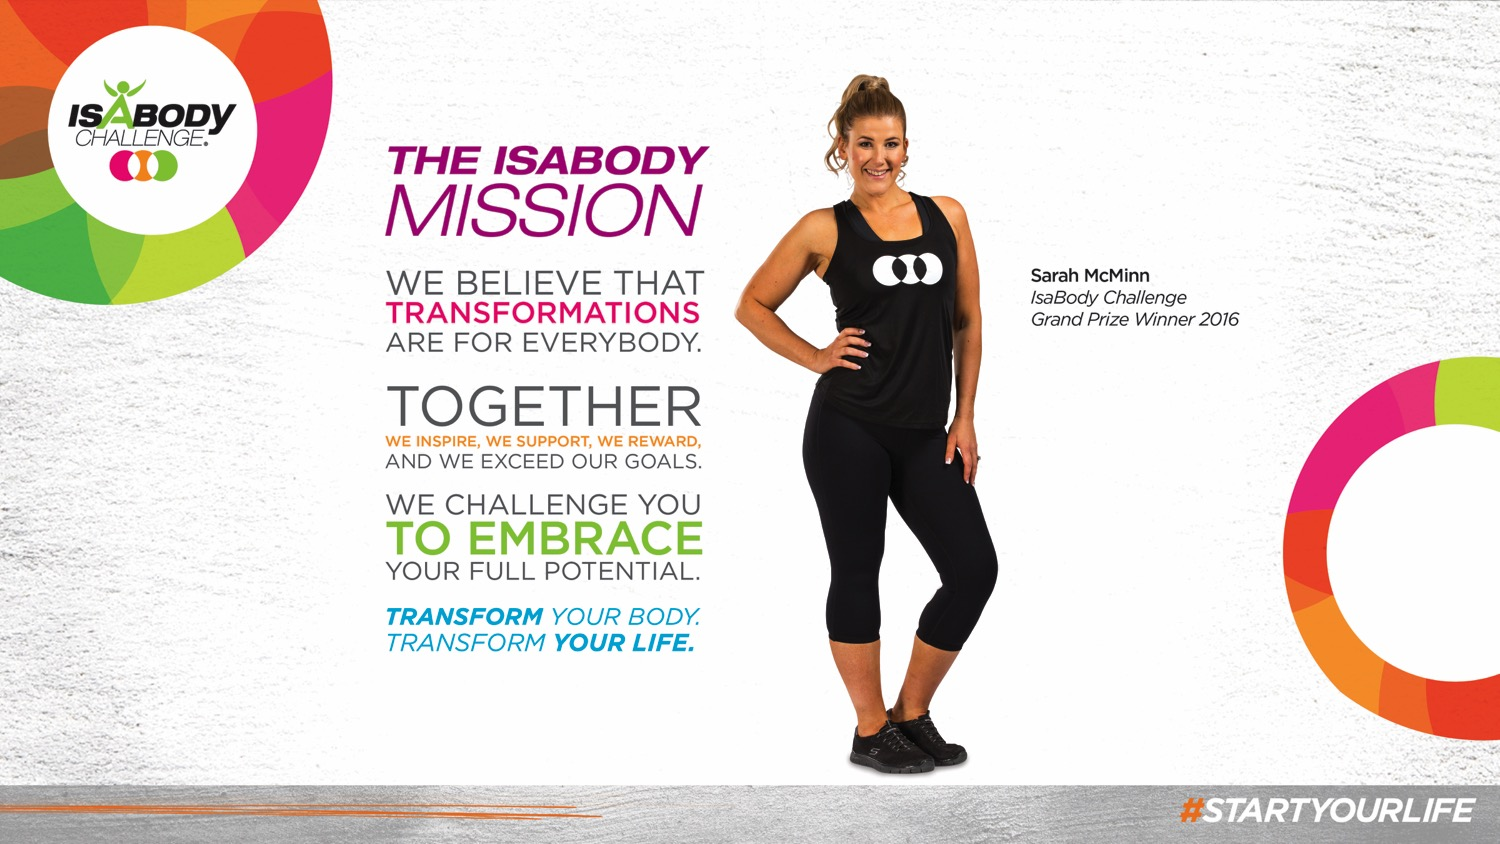 ISABODY
CHALLENGE®
THE ISABODY
MISSION
WE BELIEVE THAT
TRANSFORMATIONS
ARE FOR EVERYBODY.
TOGETHER
WE INSPIRE, WE SUPPORT, WE REWARD,
AND WE EXCEED OUR GOALS.
WE CHALLENGE YOU
TO EMBRACE
YOUR FULL POTENTIAL.
TRANSFORM YOUR BODY.
TRANSFORM YOUR LIFE.
Sarah McMinn
IsaBody Challenge
Grand Prize Winner 2016
S
#STARTYOURLIFE